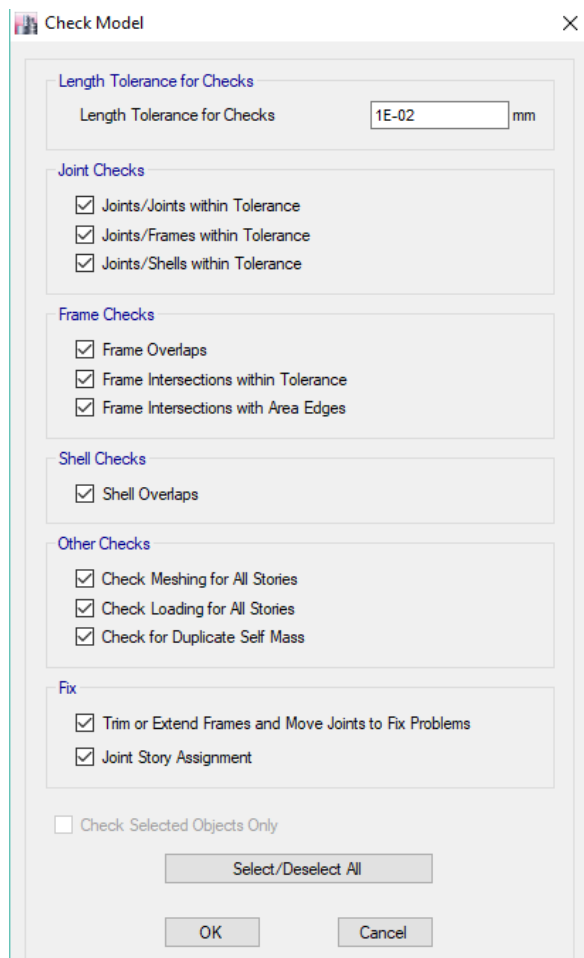 Check Model
Length Tolerance for Checks
Length Tolerance for Checks 1E-02 mm
Joint Checks
Joints/Joints within Tolerance
Joints/Frames within Tolerance
Joints/Shells within Tolerance
Frame Checks
Frame Overlaps
Frame Intersections within Tolerance
Frame Intersections with Area Edges
Shell Checks
Shell Overlaps
Other Checks
Check Meshing for All Stories
Check Loading for All Stories
Check for Duplicate Self Mass
Fix
Trim or Extend Frames and Move Joints to Fix Problems
Joint Story Assignment
Check Selected Objects Only
Select/Deselect All
OK Cancel